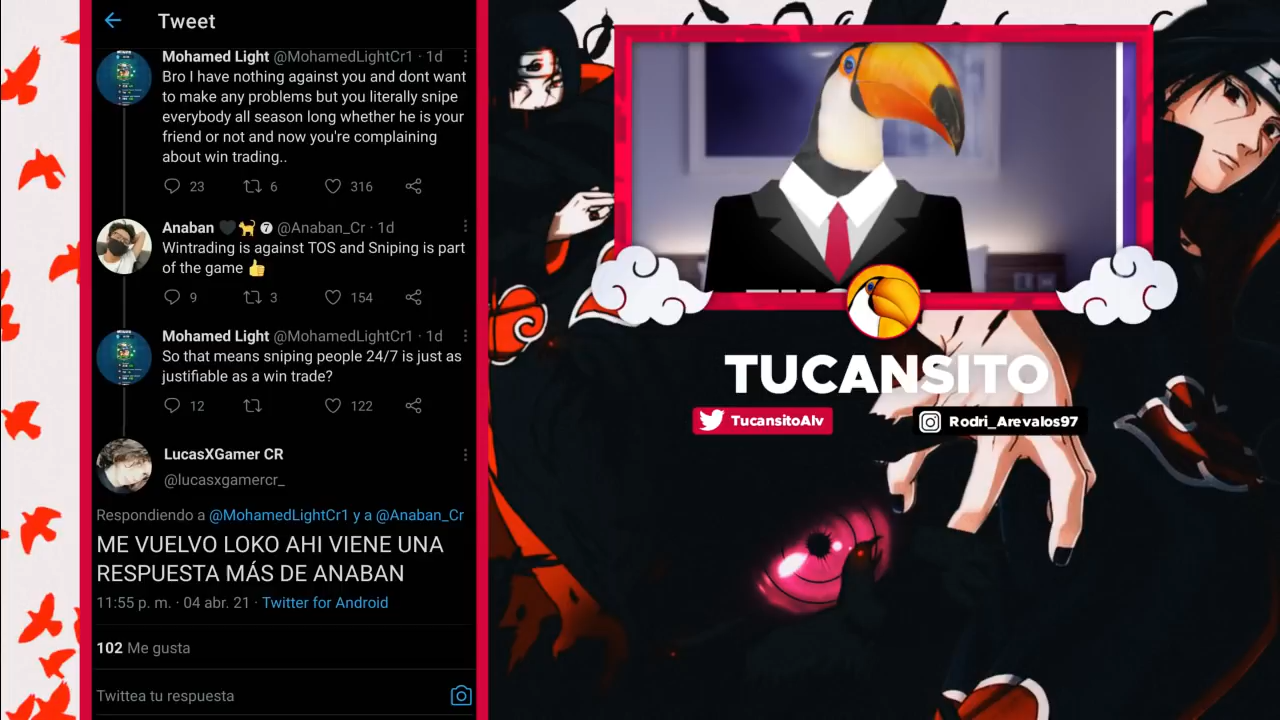 Tweet
Mohamed Light @MohamedLightCr1 · 1d
Bro I have nothing against you and dont want
to make any problems but you literally snipe
everybody all season long whether he is your
friend or not and now you're complaining
about win trading..
23 6 316
Anaban 🖤🐈❼ @Anaban_Cr · 1d
Wintrading is against TOS and Sniping is part
of the game 👍
9 3 154
Mohamed Light @MohamedLightCr1 · 1d
So that means sniping people 24/7 is just as
justifiable as a win trade?
12 122
LucasXGamer CR
@lucasxgamercr_
Respondiendo a @MohamedLightCr1 y a @Anaban_Cr
ME VUELVO LOKO AHI VIENE UNA
RESPUESTA MÁS DE ANABAN
11:55 p. m. · 04 abr. 21 · Twitter for Android
102 Me gusta
Twittea tu respuesta
TUCANSITO
TucansitoAlv
Rodri_Arevalos97